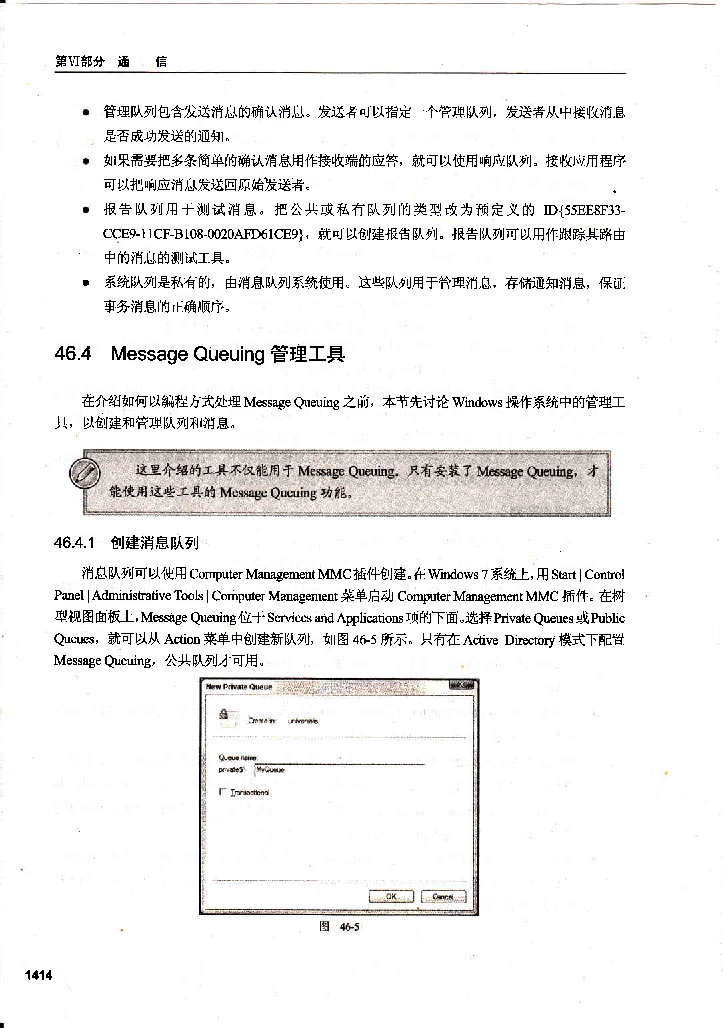 第VI部分 通 信
● 管理队列包含发送消息的确认消息。发送者可以指定一个管理队列，发送者从中接收消息
是否成功发送的通知。
● 如果需要把多条简单的确认消息用作接收端的应答，就可以使用响应队列。接收应用程序
可以把响应消息发送回原始发送者。
● 报告队列用于测试消息。把公共或私有队列的类型改为预定义的 ID{55EE8F33-
CCE9-11CF-B108-0020AFD61CE9}，就可以创建报告队列。报告队列可以用作跟踪其路由
中的消息的测试工具。
● 系统队列是私有的，由消息队列系统使用。这些队列用于管理消息，存储通知消息，保证
事务消息的正确顺序。
46.4 Message Queuing 管理工具
在介绍如何以编程方式处理 Message Queuing 之前，本节先讨论 Windows 操作系统中的管理工
具，以创建和管理队列和消息。
这里介绍的工具不仅能用于 Message Queuing。只有安装了 Message Queuing，才
能使用这些工具的 Message Queuing 功能。
46.4.1 创建消息队列
消息队列可以使用 Computer Management MMC 插件创建。在 Windows 7 系统上，用 Start | Control
Panel | Administrative Tools | Computer Management 菜单启动 Computer Management MMC 插件。在树
型视图面板上，Message Queuing 位于 Services and Applications 项的下面。选择 Private Queues 或 Public
Queues，就可以从 Action 菜单中创建新队列，如图 46-5 所示。只有在 Active Directory 模式下配置
Message Queuing，公共队列才可用。
New Private Queue
Create in: universals
Queue name:
private$\ MyQueue
Transactional
OK Cancel
图 46-5
1414